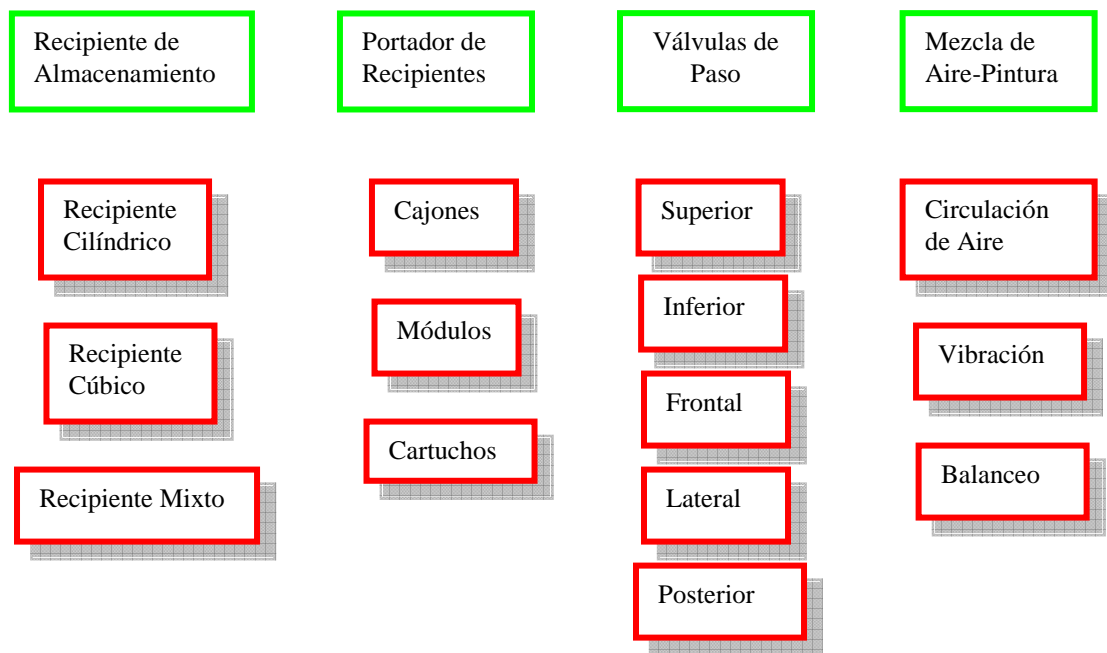 Recipiente de
Almacenamiento
Portador de
Recipientes
Válvulas de
Paso
Mezcla de
Aire-Pintura
Recipiente
Cilíndrico
Recipiente
Cúbico
Recipiente Mixto
Cajones
Módulos
Cartuchos
Superior
Inferior
Frontal
Lateral
Posterior
Circulación
de Aire
Vibración
Balanceo